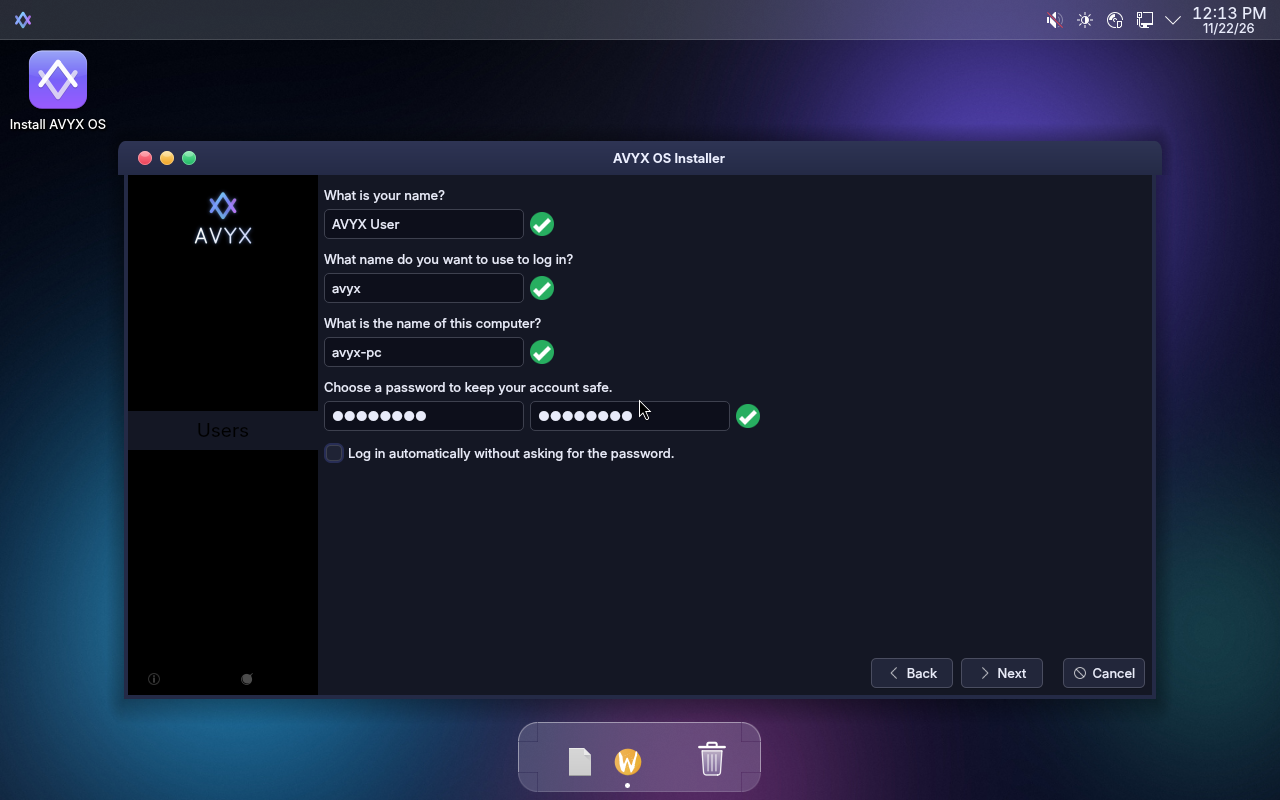 12:13 PM
11/22/26
Install AVYX OS
AVYX OS Installer
AVYX
Users
What is your name?
AVYX User
What name do you want to use to log in?
avyx
What is the name of this computer?
avyx-pc
Choose a password to keep your account safe.
●●●●●●●● ●●●●●●●●
Log in automatically without asking for the password.
Back Next Cancel
W